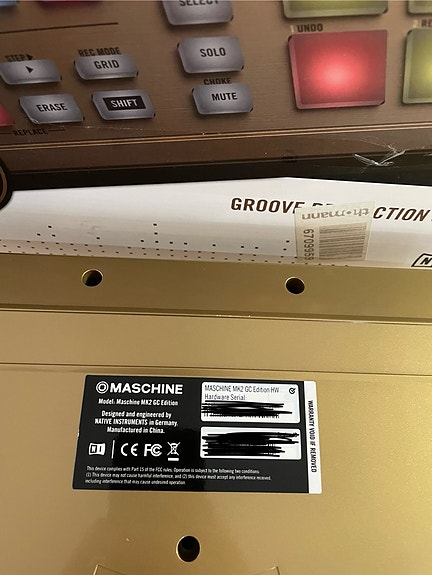 SELECT
STEP
REC MODE
GRID
SOLO
UNDO
ERASE
SHIFT
CHOKE
MUTE
REPLACE
GROOVE
CTION
th•mann
MASCHINE
Model: Maschine MK2 GC Edition
Designed and engineered by
NATIVE INSTRUMENTS in Germany.
Manufactured in China.
CE FC
This device complies with Part 15 of the FCC rules. Operation is subject to the following two conditions:
(1) This device may not cause harmful interference, and (2) this device must accept any interference received,
including interference that may cause undesired operation
MASCHINE MK2 GC Edition HW
Hardware Serial:
WARRANTY VOID IF REMOVED